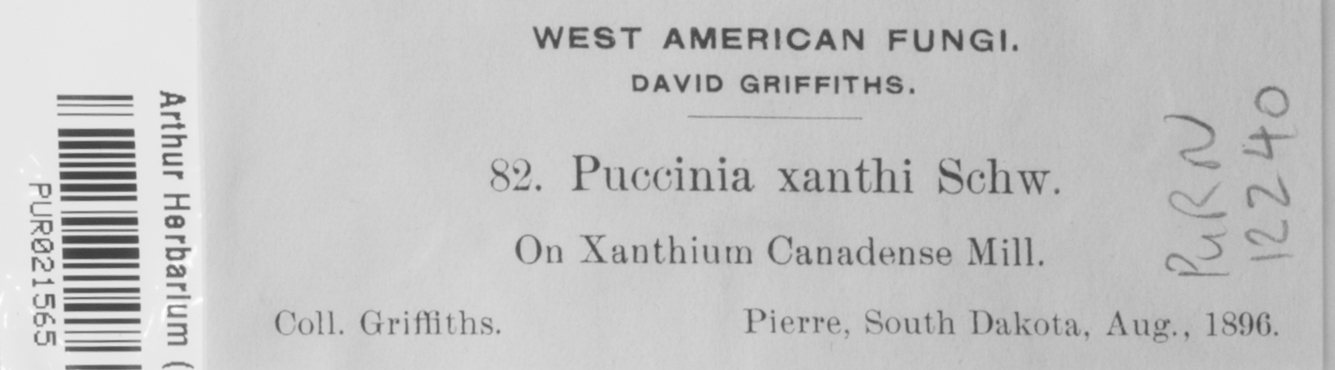 WEST AMERICAN FUNGI.
DAVID GRIFFITHS.
82. Puccinia xanthi Schw.
On Xanthium Canadense Mill.
Coll. Griffiths. Pierre, South Dakota, Aug., 1896.
PURN
12240
Arthur Herbarium (
PUR021565